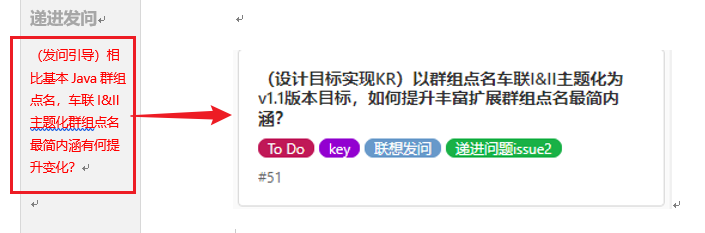 递进发问
（发问引导）相
比基本 Java 群组
点名，车联 I&II
主题化群组点名
最简内涵有何提
升变化？
（设计目标实现KR）以群组点名车联I&II主题化为
v1.1版本目标，如何提升丰富扩展群组点名最简内
涵？
To Do key 联想发问 递进问题issue2
#51